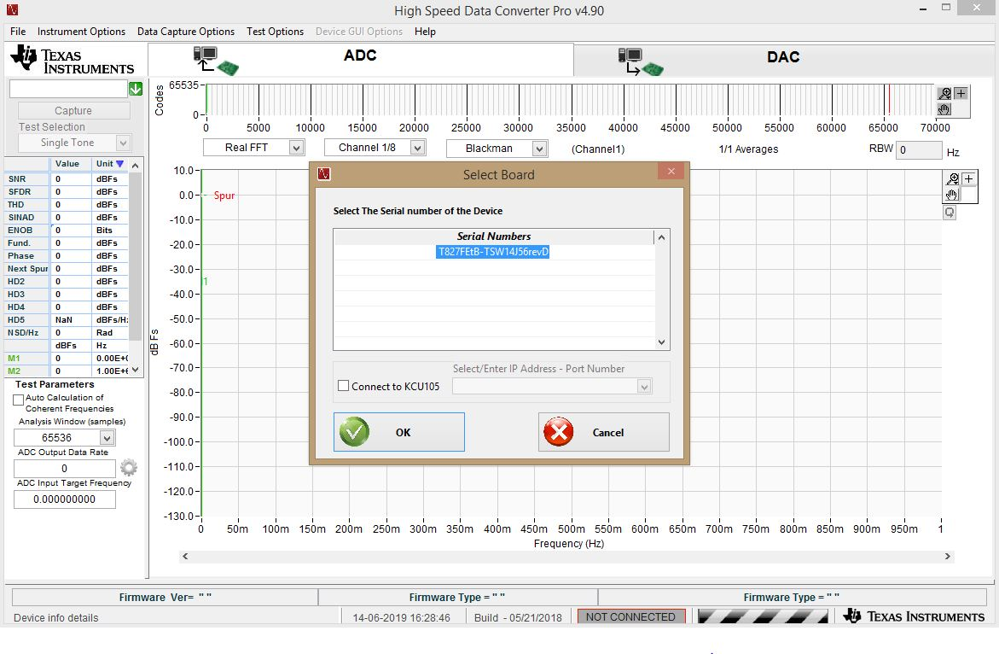 High Speed Data Converter Pro v4.90
File Instrument Options Data Capture Options Test Options Device GUI Options Help
TEXAS INSTRUMENTS
ADC
DAC
Capture
Test Selection
Single Tone
Value Unit
SNR 0 dBFs
SFDR 0 dBFs
THD 0 dBFs
SINAD 0 dBFs
ENOB 0 Bits
Fund. 0 dBFs
Phase 0 dBFs
Next Spur 0 dBFs
HD2 0 dBFs
HD3 0 dBFs
HD4 0 dBFs
HD5 NaN dBFs/Hz
NSD/Hz 0 Rad
dBFs Hz
M1 0 0.00E+0
M2 0 1.00E+6
Test Parameters
Auto Calculation of
Coherent Frequencies
Analysis Window (samples)
65536
ADC Output Data Rate
0
ADC Input Target Frequency
0.000000000
Codes
65535
0
0 5000 10000 15000 20000 25000 30000 35000 40000 45000 50000 55000 60000 65000 70000
Real FFT Channel 1/8 Blackman (Channel1) 1/1 Averages RBW 0 Hz
dB Fs
10.0
0.0
-10.0
-20.0
-30.0
-40.0
-50.0
-60.0
-70.0
-80.0
-90.0
-100.0
-110.0
-120.0
-130.0
Spur
1
0 50m 100m 150m 200m 250m 300m 350m 400m 450m 500m 550m 600m 650m 700m 750m 800m 850m 900m 950m 1
Frequency (Hz)
Select Board
Select The Serial number of the Device
Serial Numbers
T827FEtB-TSW14J56revD
Select/Enter IP Address - Port Number
Connect to KCU105
OK Cancel
Firmware Ver= " " Firmware Type = " " Firmware Type = " "
Device info details 14-06-2019 16:28:46 Build - 05/21/2018 NOT CONNECTED TEXAS INSTRUMENTS